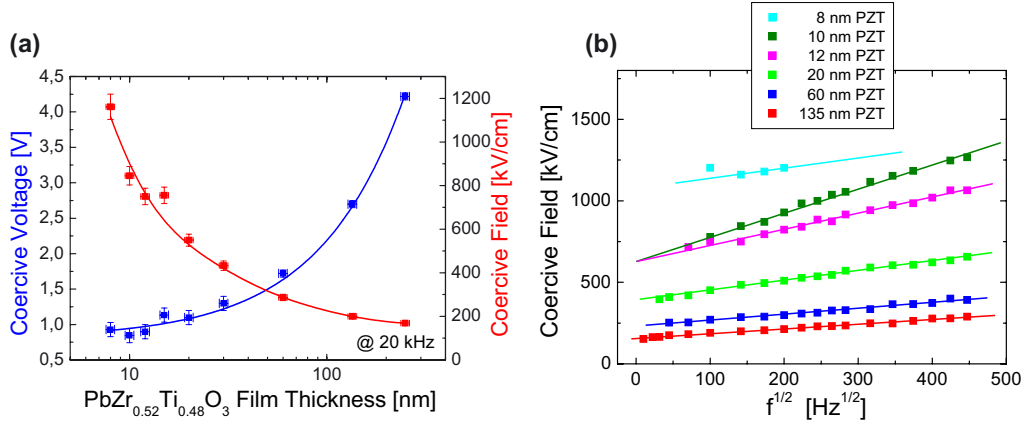 (a)
4,5
4,0
3,5
3,0
2,5
2,0
1,5
1,0
0,5
Coercive Voltage [V]
1200
1000
800
600
400
200
0
Coercive Field [kV/cm]
@ 20 kHz
10
100
PbZr0.52Ti0.48O3 Film Thickness [nm]
(b)
8 nm PZT
10 nm PZT
12 nm PZT
20 nm PZT
60 nm PZT
135 nm PZT
1500
1000
500
0
Coercive Field [kV/cm]
0
100
200
300
400
500
f1/2 [Hz1/2]